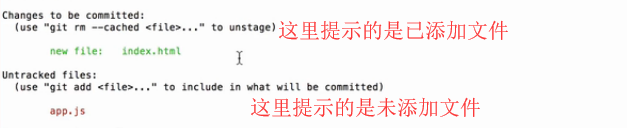 Changes to be committed:
(use "git rm --cached <file>..." to unstage)
这里提示的是已添加文件
new file: index.html
Untracked files:
(use "git add <file>..." to include in what will be committed)
这里提示的是未添加文件
app.js